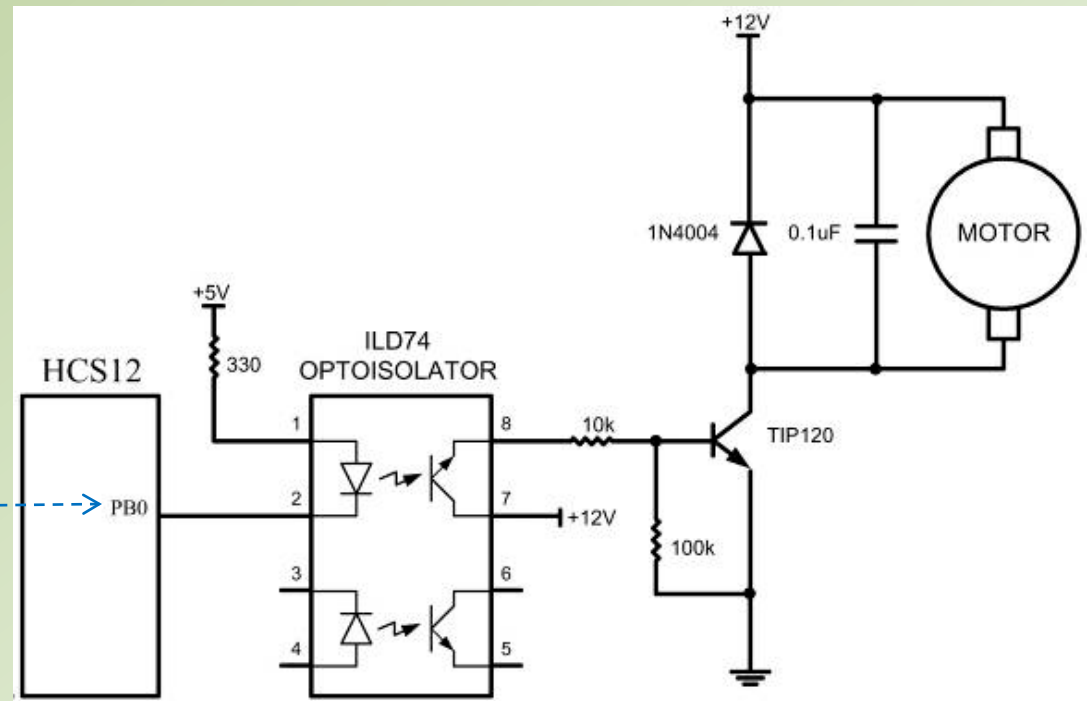 +12V
1N4004
0.1uF
MOTOR
+5V
330
HCS12
ILD74
OPTOISOLATOR
1
8
10k
TIP120
2
7
PB0
+12V
100k
3
6
4
5